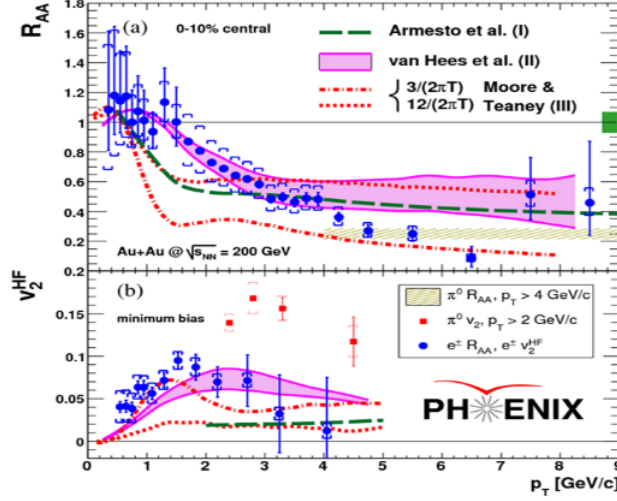 R_AA
(a)
0-10% central
Armesto et al. (I)
van Hees et al. (II)
3/(2πT) Moore &
12/(2πT) Teaney (III)
1.8
1.6
1.4
1.2
1
0.8
0.6
0.4
0.2
Au+Au @ √s_NN = 200 GeV
v_2^HF
(b)
minimum bias
0.2
0.15
0.1
0.05
0
π^0 R_AA, p_T > 4 GeV/c
π^0 v_2, p_T > 2 GeV/c
e^± R_AA, e^± v_2^HF
PHENIX
0 1 2 3 4 5 6 7 8 9
p_T [GeV/c]